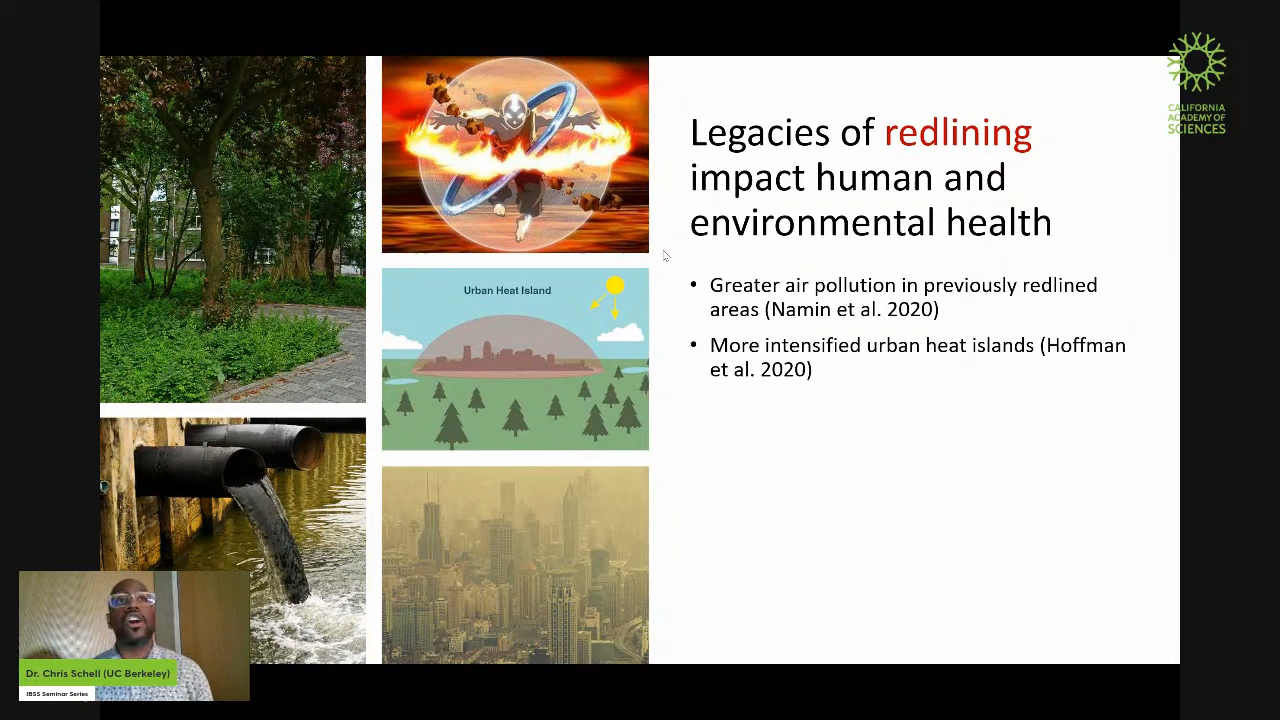 CALIFORNIA
ACADEMY OF
SCIENCES
Legacies of redlining
impact human and
environmental health
• Greater air pollution in previously redlined
areas (Namin et al. 2020)
• More intensified urban heat islands (Hoffman
et al. 2020)
Urban Heat Island
Dr. Chris Schell (UC Berkeley)
IBSS Seminar Series